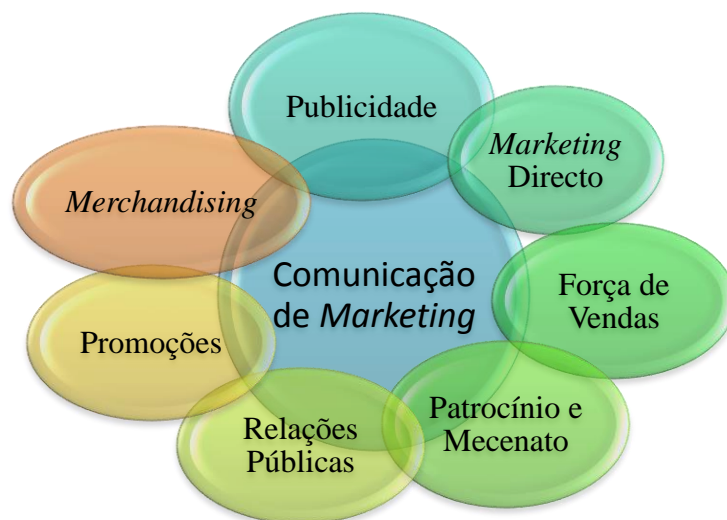 Publicidade
Marketing
Directo
Merchandising
Comunicação
de Marketing
Força de
Vendas
Promoções
Patrocínio e
Mecenato
Relações
Públicas